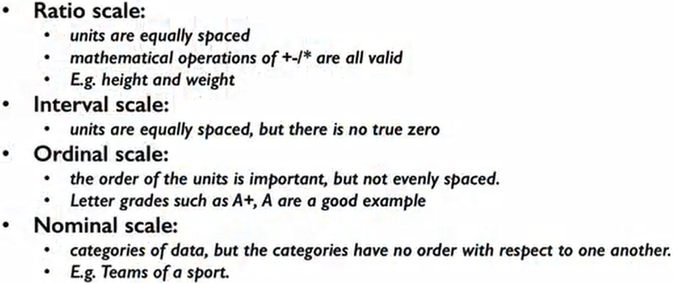 • Ratio scale:
• units are equally spaced
• mathematical operations of +-/* are all valid
• E.g. height and weight
• Interval scale:
• units are equally spaced, but there is no true zero
• Ordinal scale:
• the order of the units is important, but not evenly spaced.
• Letter grades such as A+, A are a good example
• Nominal scale:
• categories of data, but the categories have no order with respect to one another.
• E.g. Teams of a sport.